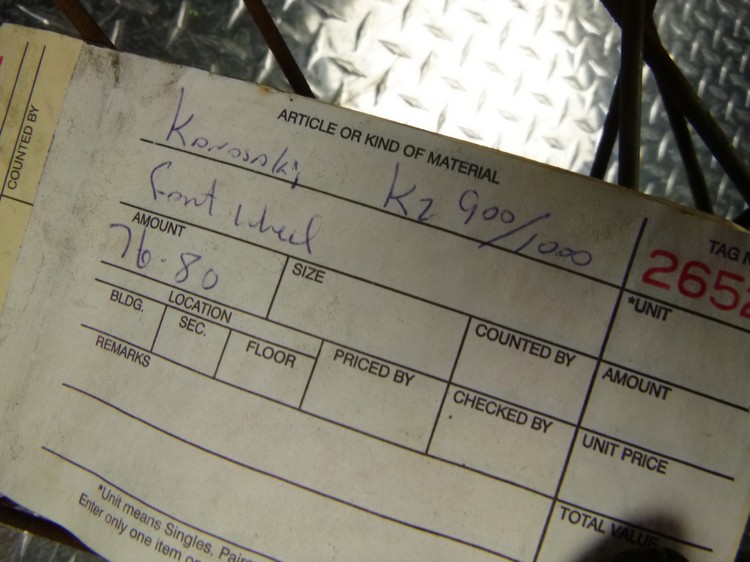 COUNTED BY
ARTICLE OR KIND OF MATERIAL
Kawasaki Kz 900/1000
Front wheel
TAG N
2652
AMOUNT
76-80
SIZE
*UNIT
BLDG.
LOCATION
SEC.
FLOOR
PRICED BY
COUNTED BY
AMOUNT
REMARKS
CHECKED BY
UNIT PRICE
TOTAL VALUE
*Unit means Singles, Pairs
Enter only one item o